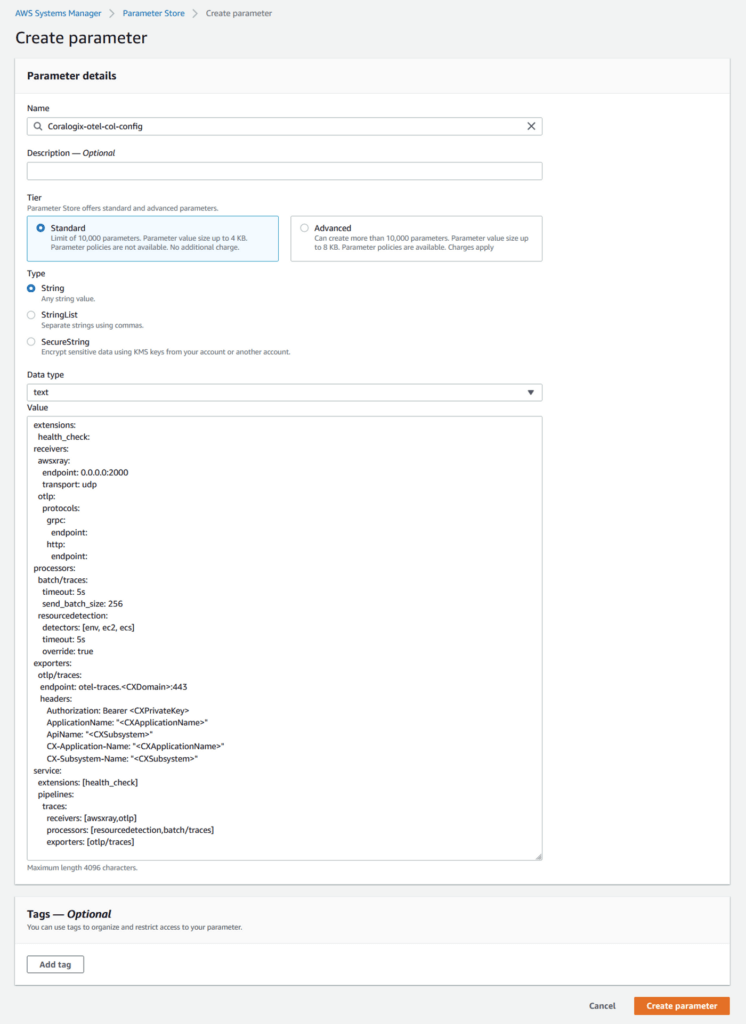 AWS Systems Manager > Parameter Store > Create parameter
Create parameter
Parameter details
Name
Coralogix-otel-col-config
Description — Optional
Tier
Parameter Store offers standard and advanced parameters.
Standard
Limit of 10,000 parameters. Parameter value size up to 4 KB.
Parameter policies are not available. No additional charge.
Advanced
Can create more than 10,000 parameters. Parameter value size up
to 8 KB. Parameter policies are available. Charges apply
Type
String
Any string value.
StringList
Separate strings using commas.
SecureString
Encrypt sensitive data using KMS keys from your account or another account.
Data type
text
Value
extensions:
  health_check:
receivers:
  awsxray:
    endpoint: 0.0.0.0:2000
    transport: udp
  otlp:
    protocols:
      grpc:
        endpoint:
      http:
        endpoint:
processors:
  batch/traces:
    timeout: 5s
    send_batch_size: 256
  resourcedetection:
    detectors: [env, ec2, ecs]
    timeout: 5s
    override: true
exporters:
  otlp/traces:
   endpoint: otel-traces.<CXDomain>:443
   headers:
      Authorization: Bearer <CXPrivateKey>
      ApplicationName: "<CXApplicationName>"
      ApiName: "<CXSubsystem>"
      CX-Application-Name: "<CXApplicationName>"
      CX-Subsystem-Name: "<CXSubsystem>"
service:
  extensions: [health_check]
  pipelines:
    traces:
      receivers: [awsxray,otlp]
      processors: [resourcedetection,batch/traces]
      exporters: [otlp/traces]
Maximum length 4096 characters.
Tags — Optional
You can use tags to organize and restrict access to your parameter.
Add tag
Cancel
Create parameter